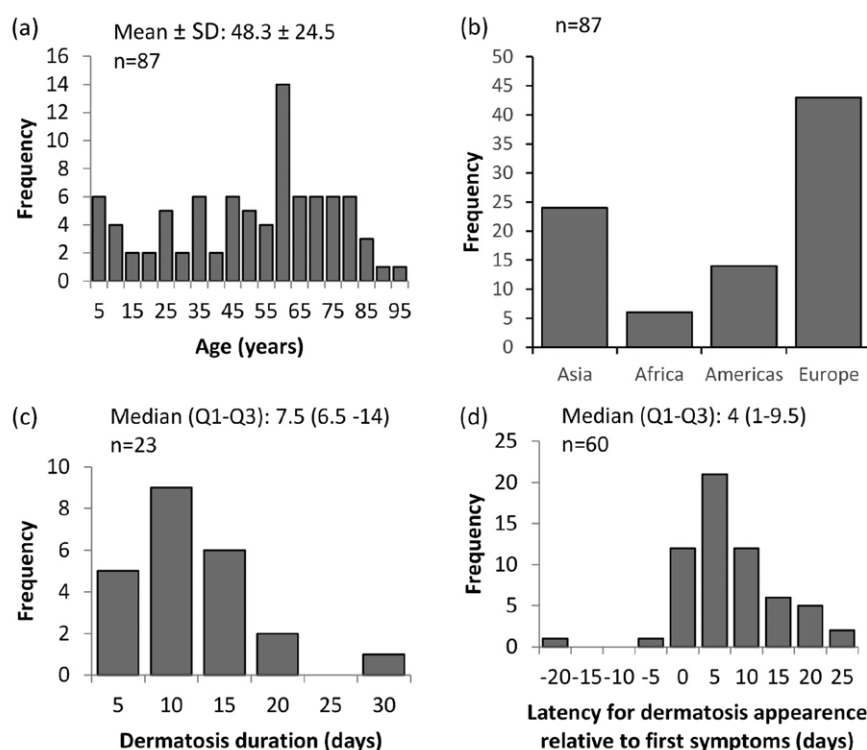 (a)
Mean ± SD: 48.3 ± 24.5
n=87
Frequency
16
14
12
10
8
6
4
2
0
5 15 25 35 45 55 65 75 85 95
Age (years)
(b)
n=87
Frequency
50
45
40
35
30
25
20
15
10
5
0
Asia Africa Americas Europe
(c)
Median (Q1-Q3): 7.5 (6.5 -14)
n=23
Frequency
10
8
6
4
2
0
5 10 15 20 25 30
Dermatosis duration (days)
(d)
Median (Q1-Q3): 4 (1-9.5)
n=60
Frequency
25
20
15
10
5
0
-20 -15 -10 -5 0 5 10 15 20 25
Latency for dermatosis appearence
relative to first symptoms (days)